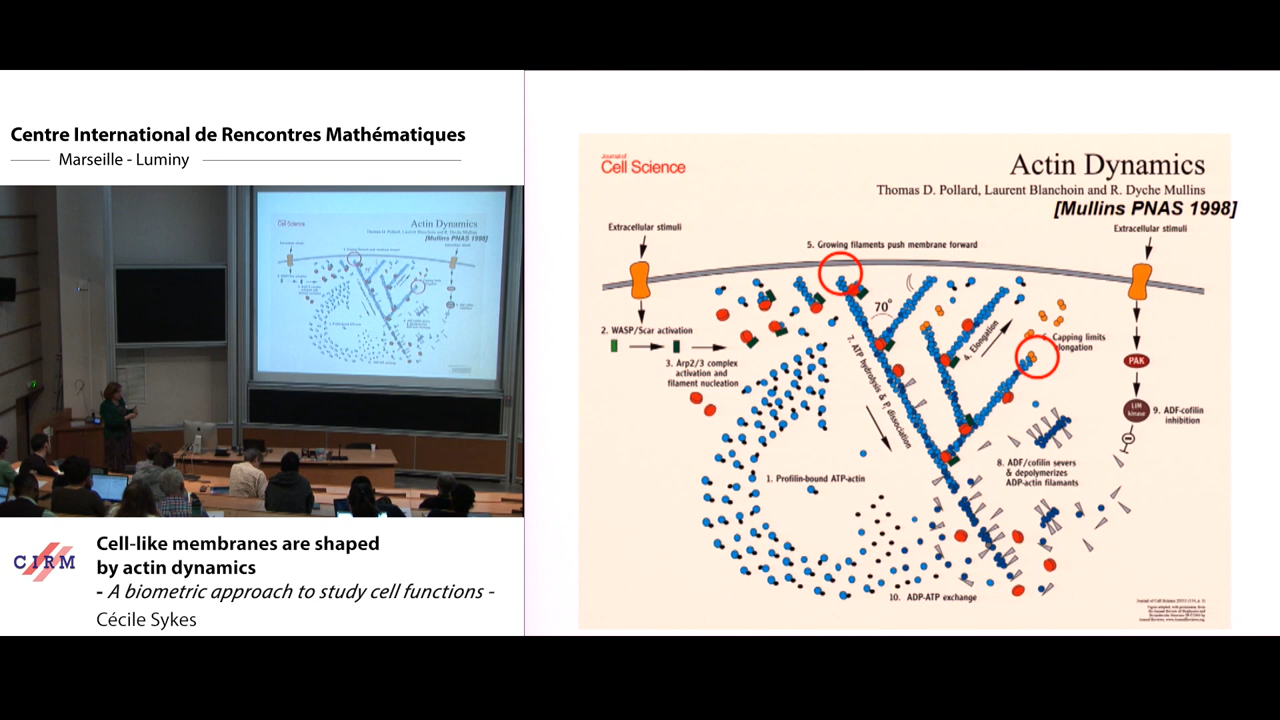 Centre International de Rencontres Mathématiques
Marseille - Luminy
CIRM
Cell-like membranes are shaped
by actin dynamics
- A biometric approach to study cell functions -
Cécile Sykes
Journal of
Cell Science
Actin Dynamics
Thomas D. Pollard, Laurent Blanchoin and R. Dyche Mullins
[Mullins PNAS 1998]
Extracellular stimuli
Extracellular stimuli
5. Growing filaments push membrane forward
70°
2. WASP/Scar activation
3. Arp2/3 complex
activation and
filament nucleation
7. ATP hydrolysis & Pi dissociation
4. Elongation
Capping limits
elongation
PAK
LIM
kinase
9. ADF-cofilin
inhibition
8. ADF/cofilin severs
& depolymerizes
ADP-actin filamants
1. Profilin-bound ATP-actin
10. ADP-ATP exchange